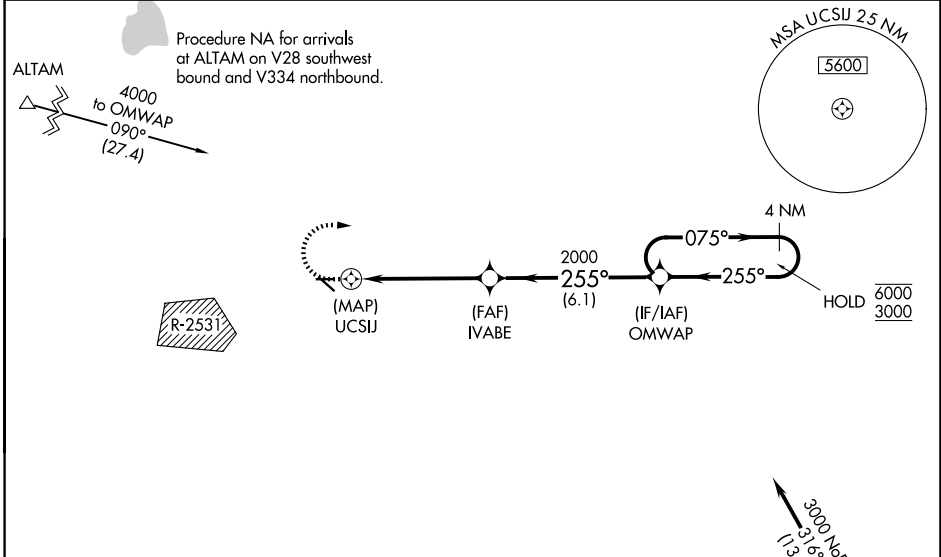 Procedure NA for arrivals
at ALTAM on V28 southwest
bound and V334 northbound.
MSA UCSIJ 25 NM
5600
ALTAM
4000
to OMWAP
090°
(27.4)
4 NM
075°
2000
255°
(6.1)
255°
HOLD
6000
3000
(MAP)
UCSIJ
(FAF)
IVABE
(IF/IAF)
OMWAP
R-2531
3000
316°